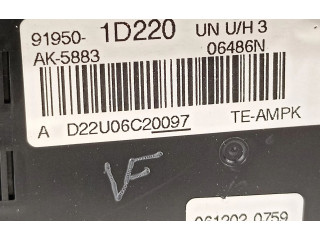 91950- 1D220 UN U/H 3
AK-5883 06486N
A D22U06C20097 TE-AMPK
VF
061202 0759